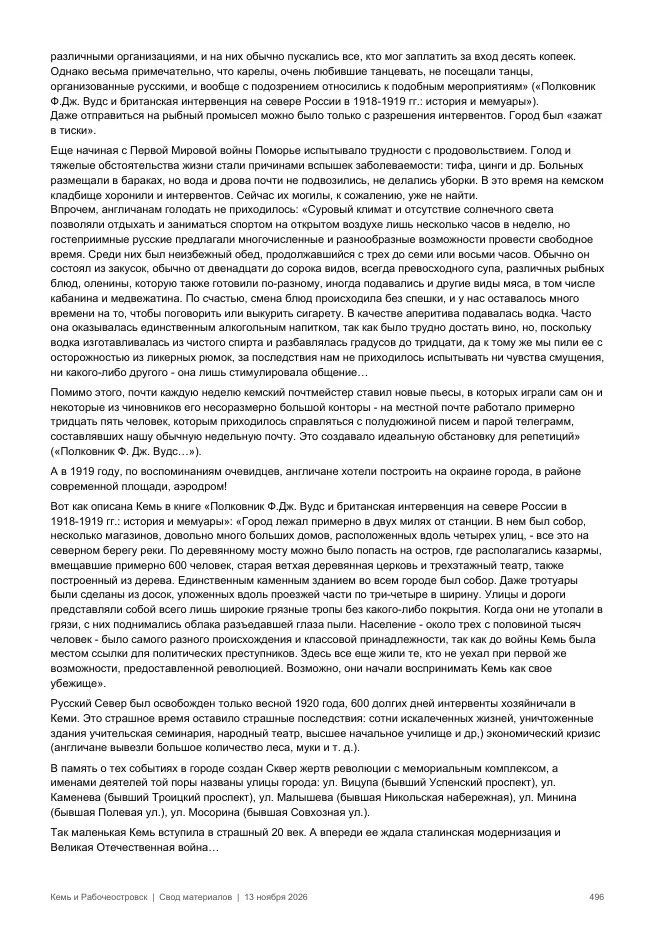 различными организациями, и на них обычно пускались все, кто мог заплатить за вход десять копеек.
Однако весьма примечательно, что карелы, очень любившие танцевать, не посещали танцы,
организованные русскими, и вообще с подозрением относились к подобным мероприятиям» («Полковник
Ф.Дж. Вудс и британская интервенция на севере России в 1918-1919 гг.: история и мемуары»).
Даже отправиться на рыбный промысел можно было только с разрешения интервентов. Город был «зажат
в тиски».
Еще начиная с Первой Мировой войны Поморье испытывало трудности с продовольствием. Голод и
тяжелые обстоятельства жизни стали причинами вспышек заболеваемости: тифа, цинги и др. Больных
размещали в бараках, но вода и дрова почти не подвозились, не делались уборки. В это время на кемском
кладбище хоронили и интервентов. Сейчас их могилы, к сожалению, уже не найти.
Впрочем, англичанам голодать не приходилось: «Суровый климат и отсутствие солнечного света
позволяли отдыхать и заниматься спортом на открытом воздухе лишь несколько часов в неделю, но
гостеприимные русские предлагали многочисленные и разнообразные возможности провести свободное
время. Среди них был неизбежный обед, продолжавшийся с трех до семи или восьми часов. Обычно он
состоял из закусок, обычно от двенадцати до сорока видов, всегда превосходного супа, различных рыбных
блюд, оленины, которую также готовили по-разному, иногда подавались и другие виды мяса, в том числе
кабанина и медвежатина. По счастью, смена блюд происходила без спешки, и у нас оставалось много
времени на то, чтобы поговорить или выкурить сигарету. В качестве аперитива подавалась водка. Часто
она оказывалась единственным алкогольным напитком, так как было трудно достать вино, но, поскольку
водка изготавливалась из чистого спирта и разбавлялась градусов до тридцати, да к тому же мы пили ее с
осторожностью из ликерных рюмок, за последствия нам не приходилось испытывать ни чувства смущения,
ни какого-либо другого - она лишь стимулировала общение…
Помимо этого, почти каждую неделю кемский почтмейстер ставил новые пьесы, в которых играли сам он и
некоторые из чиновников его несоразмерно большой конторы - на местной почте работало примерно
тридцать пять человек, которым приходилось справляться с полудюжиной писем и парой телеграмм,
составлявших нашу обычную недельную почту. Это создавало идеальную обстановку для репетиций»
(«Полковник Ф. Дж. Вудс…»).
А в 1919 году, по воспоминаниям очевидцев, англичане хотели построить на окраине города, в районе
современной площади, аэродром!
Вот как описана Кемь в книге «Полковник Ф.Дж. Вудс и британская интервенция на севере России в
1918-1919 гг.: история и мемуары»: «Город лежал примерно в двух милях от станции. В нем был собор,
несколько магазинов, довольно много больших домов, расположенных вдоль четырех улиц, - все это на
северном берегу реки. По деревянному мосту можно было попасть на остров, где располагались казармы,
вмещавшие примерно 600 человек, старая ветхая деревянная церковь и трехэтажный театр, также
построенный из дерева. Единственным каменным зданием во всем городе был собор. Даже тротуары
были сделаны из досок, уложенных вдоль проезжей части по три-четыре в ширину. Улицы и дороги
представляли собой всего лишь широкие грязные тропы без какого-либо покрытия. Когда они не утопали в
грязи, с них поднимались облака разъедавшей глаза пыли. Население - около трех с половиной тысяч
человек - было самого разного происхождения и классовой принадлежности, так как до войны Кемь была
местом ссылки для политических преступников. Здесь все еще жили те, кто не уехал при первой же
возможности, предоставленной революцией. Возможно, они начали воспринимать Кемь как свое
убежище».
Русский Север был освобожден только весной 1920 года, 600 долгих дней интервенты хозяйничали в
Кеми. Это страшное время оставило страшные последствия: сотни искалеченных жизней, уничтоженные
здания учительская семинария, народный театр, высшее начальное училище и др,) экономический кризис
(англичане вывезли большое количество леса, муки и т. д.).
В память о тех событиях в городе создан Сквер жертв революции с мемориальным комплексом, а
именами деятелей той поры названы улицы города: ул. Вицупа (бывший Успенский проспект), ул.
Каменева (бывший Троицкий проспект), ул. Малышева (бывшая Никольская набережная), ул. Минина
(бывшая Полевая ул.), ул. Мосорина (бывшая Совхозная ул.).
Так маленькая Кемь вступила в страшный 20 век. А впереди ее ждала сталинская модернизация и
Великая Отечественная война…
Кемь и Рабочеостровск | Свод материалов | 13 ноября 2026
496